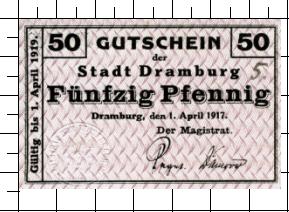 50 GUTSCHEIN 50
der
Stadt Dramburg
Fünfzig Pfennig
Dramburg, den 1. April 1917.
Der Magistrat.
Gültig bis 1. April 1919.
5